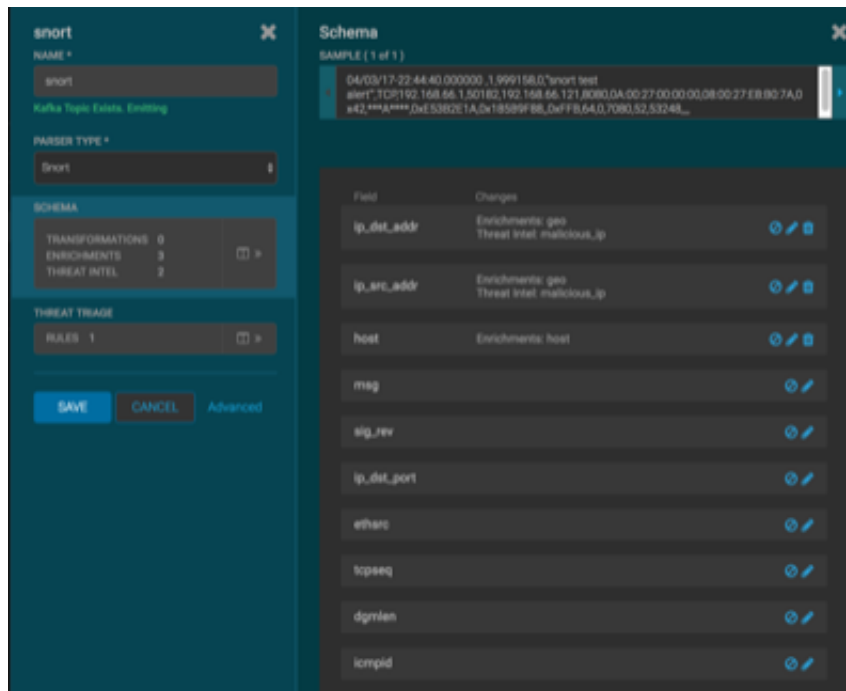 snort
NAME *
snort
Kafka Topic Exists. Emitting
PARSER TYPE *
Snort
SCHEMA
TRANSFORMATIONS 0
ENRICHMENTS 3
THREAT INTEL 2
THREAT TRIAGE
RULES 1
SAVE CANCEL Advanced
Schema
SAMPLE ( 1 of 1 )
04/03/17-22:44:40.000000 ,1,999158,0,"snort test
alert",TCP,192.168.66.1,50182,192.168.66.121,8080,0A:00:27:00:00:00,08:00:27:E8:B0:7A,0
x42,***A****,0xE53B2E1A,0x185B9F88,,0xFFB,64,0,7080,52,53248,,,
Field Changes
ip_dst_addr Enrichments: geo
Threat Intel: malicious_ip
ip_src_addr Enrichments: geo
Threat Intel: malicious_ip
host Enrichments: host
msg
sig_rev
ip_dst_port
ethsrc
tcpseq
dgmlen
icmpid